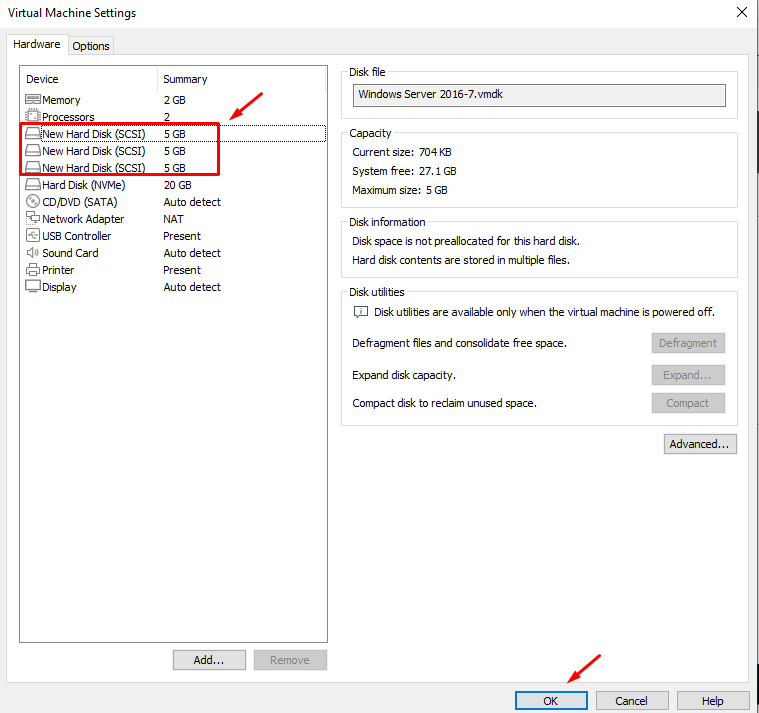 Virtual Machine Settings
Hardware Options
Device Summary
Memory 2 GB
Processors 2
New Hard Disk (SCSI) 5 GB
New Hard Disk (SCSI) 5 GB
New Hard Disk (SCSI) 5 GB
Hard Disk (NVMe) 20 GB
CD/DVD (SATA) Auto detect
Network Adapter NAT
USB Controller Present
Sound Card Auto detect
Printer Present
Display Auto detect
Add... Remove
Disk file
Windows Server 2016-7.vmdk
Capacity
Current size: 704 KB
System free: 27.1 GB
Maximum size: 5 GB
Disk information
Disk space is not preallocated for this hard disk.
Hard disk contents are stored in multiple files.
Disk utilities
Disk utilities are available only when the virtual machine is powered off.
Defragment files and consolidate free space. Defragment
Expand disk capacity. Expand...
Compact disk to reclaim unused space. Compact
Advanced...
OK Cancel Help